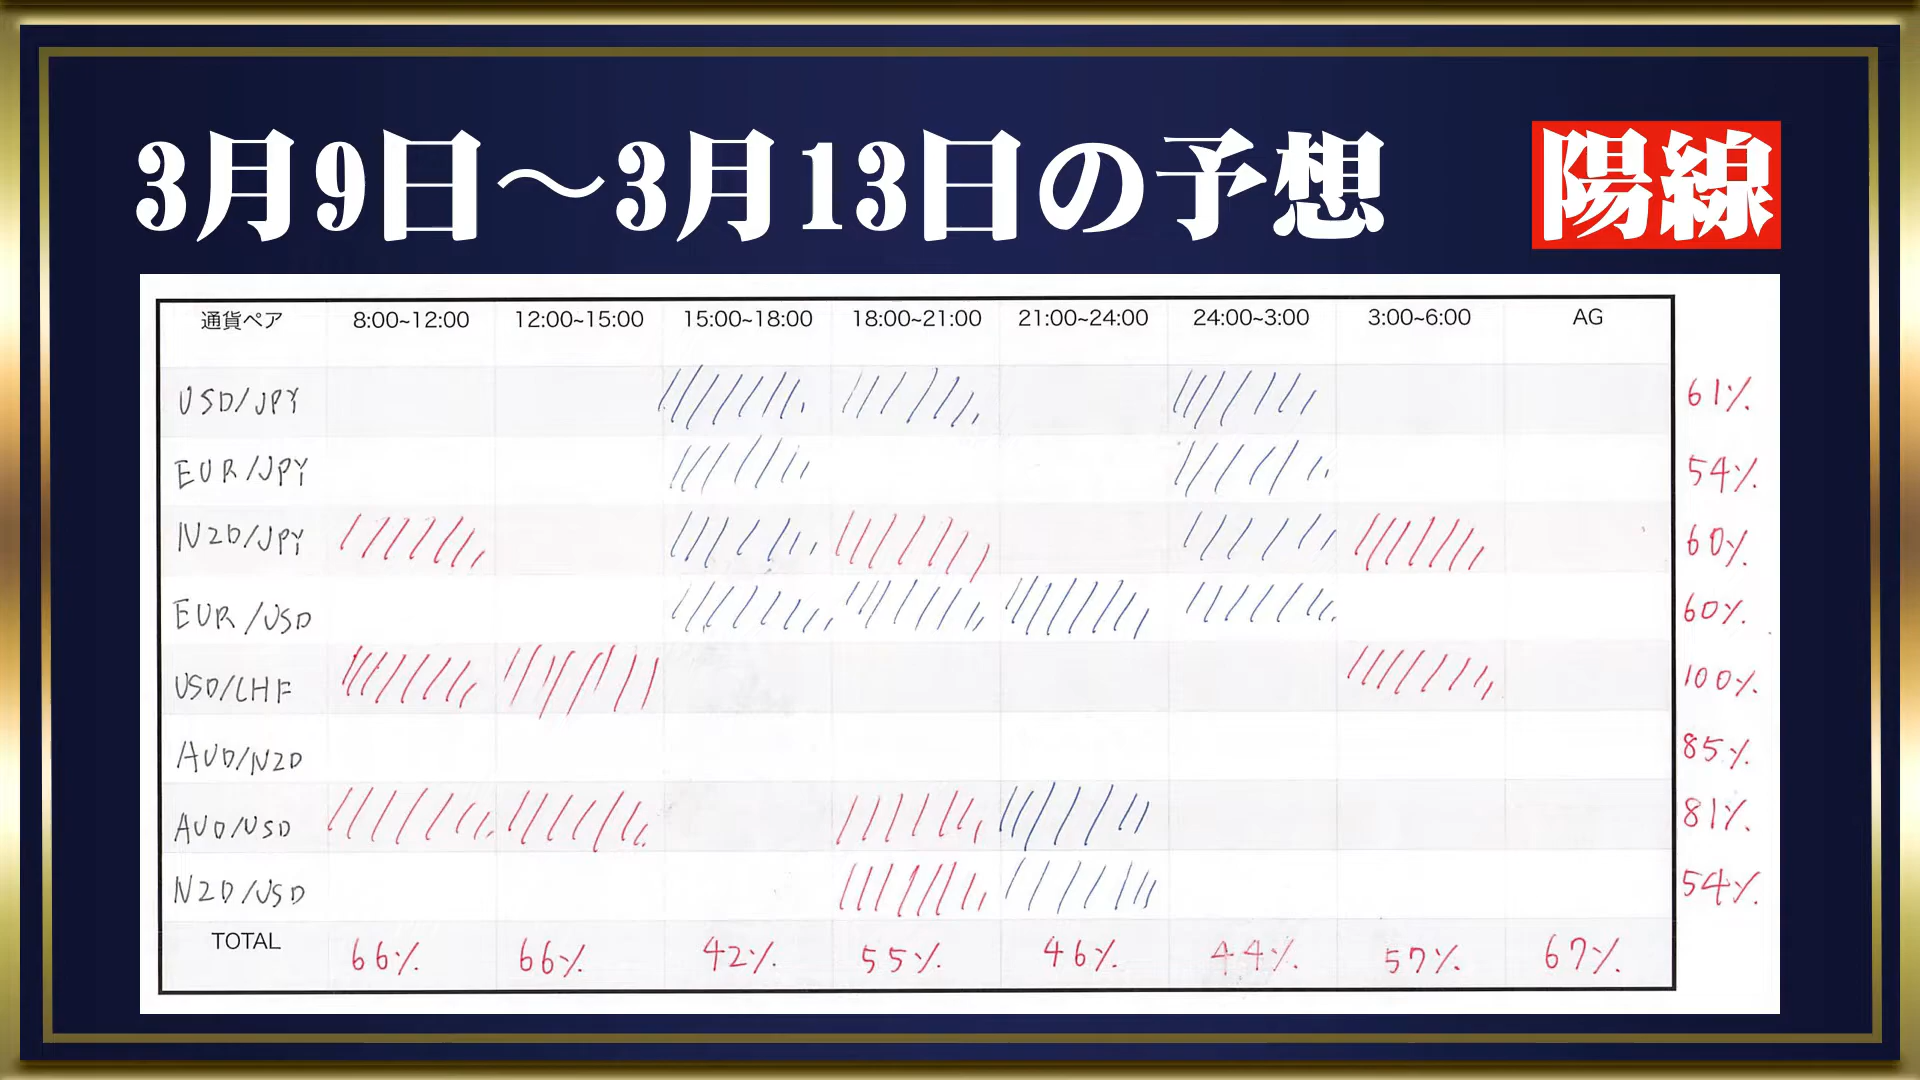 3月9日～3月13日の予想 陽線
通貨ペア 8:00~12:00 12:00~15:00 15:00~18:00 18:00~21:00 21:00~24:00 24:00~3:00 3:00~6:00 AG
USD/JPY 61%
EUR/JPY 54%
NZD/JPY 60%
EUR/USD 60%
USD/CHF 100%
AUD/NZD 85%
AUD/USD 81%
NZD/USD 54%
TOTAL 66% 66% 42% 55% 46% 44% 57% 67%